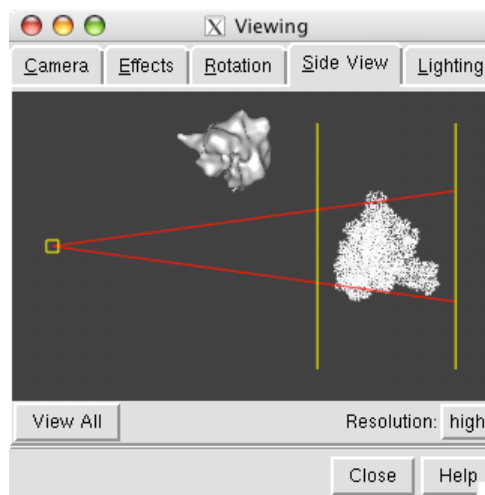 Viewing
Camera Effects Rotation Side View Lighting
View All Resolution: high
Close Help